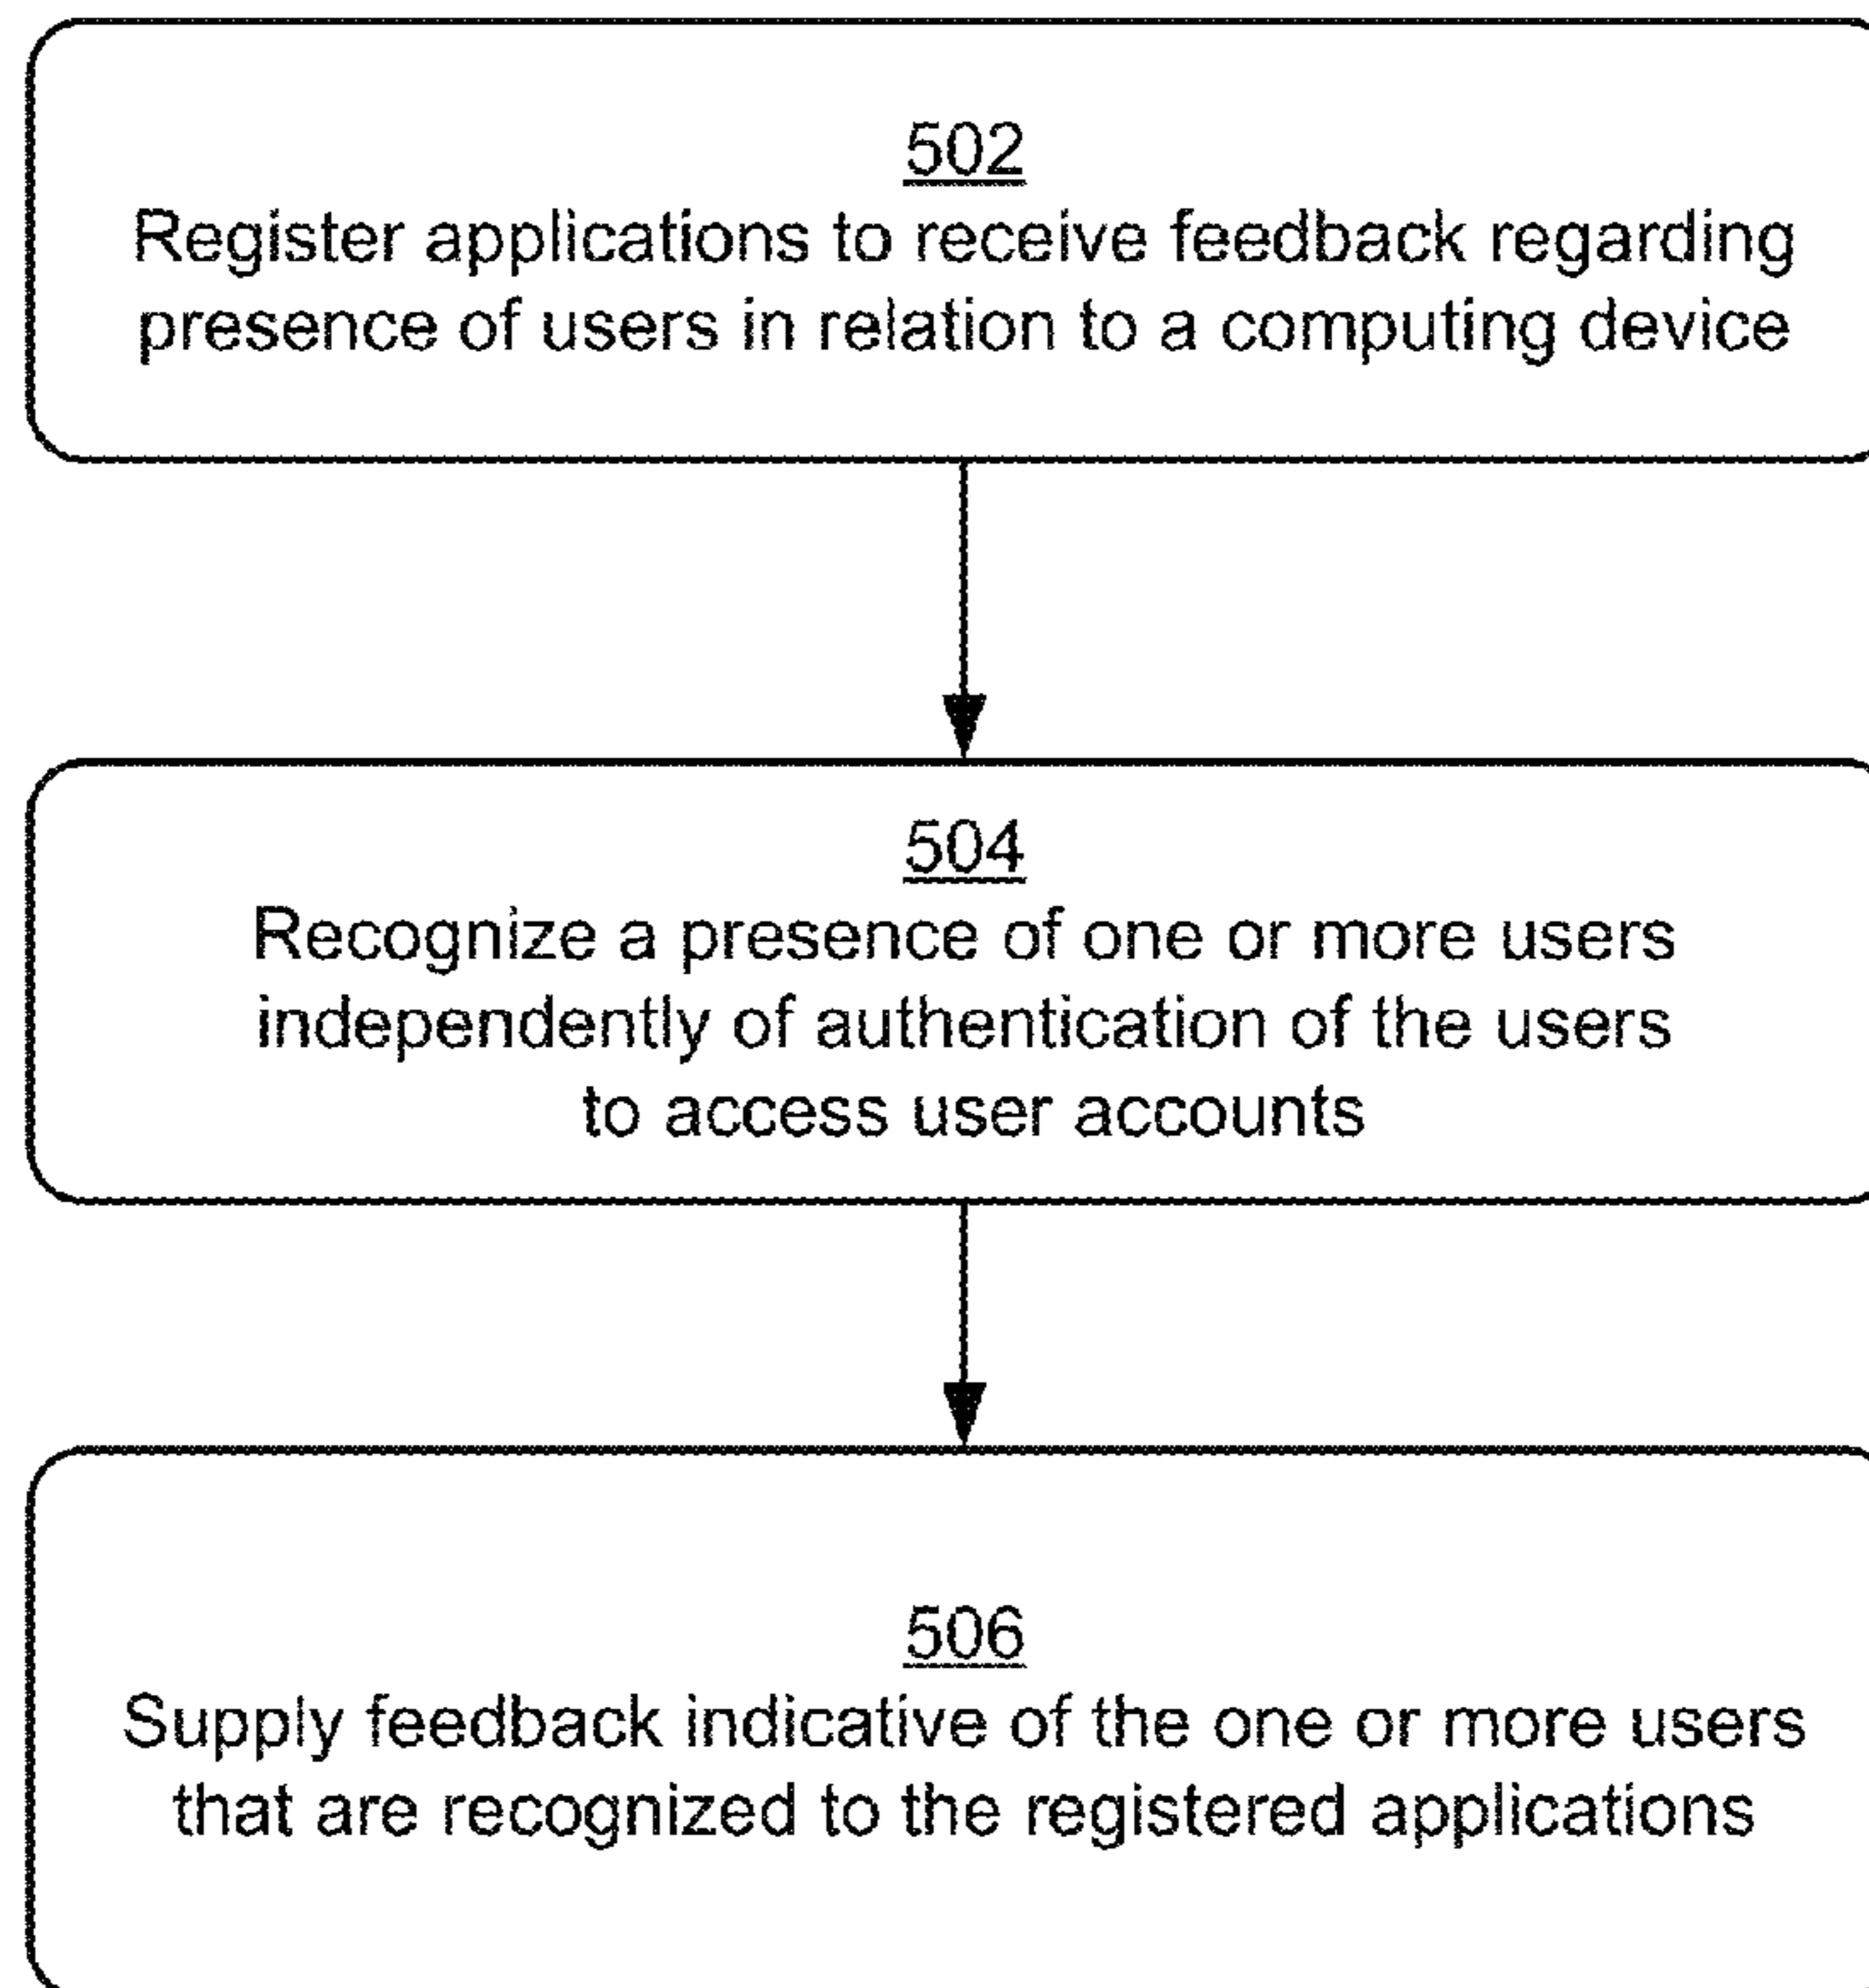 502
Register applications to receive feedback regarding
presence of users in relation to a computing device
504
Recognize a presence of one or more users
independently of authentication of the users
to access user accounts
506
Supply feedback indicative of the one or more users
that are recognized to the registered applications